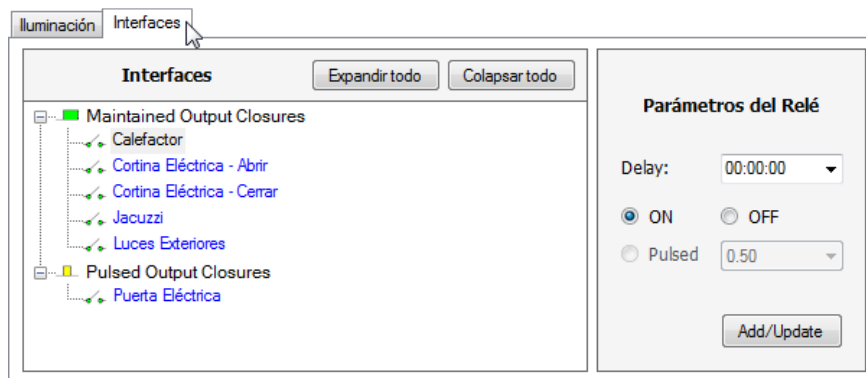 Iluminación Interfaces
Interfaces Expandir todo Colapsar todo
Maintained Output Closures
Calefactor
Cortina Eléctrica - Abrir
Cortina Eléctrica - Cerrar
Jacuzzi
Luces Exteriores
Pulsed Output Closures
Puerta Eléctrica
Parámetros del Relé
Delay: 00:00:00
ON OFF
Pulsed 0.50
Add/Update